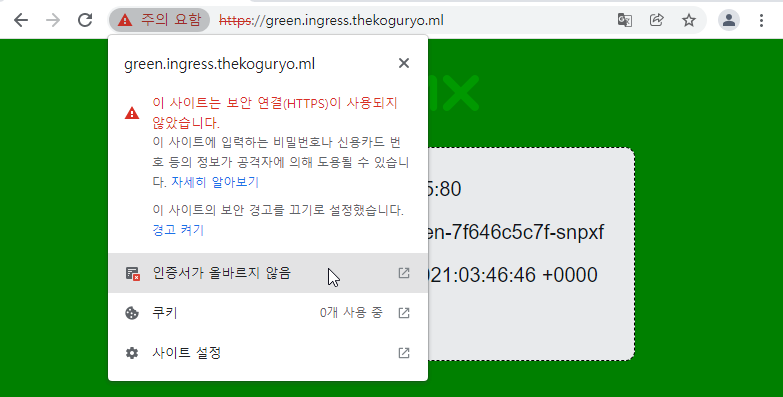 주의 요함 https://green.ingress.thekoguryo.ml
green.ingress.thekoguryo.ml
이 사이트는 보안 연결(HTTPS)이 사용되지
않았습니다.
이 사이트에 입력하는 비밀번호나 신용카드 번
호 등의 정보가 공격자에 의해 도용될 수 있습니
다. 자세히 알아보기
이 사이트의 보안 경고를 끄기로 설정했습니다.
경고 켜기
인증서가 올바르지 않음
쿠키 0개 사용 중
사이트 설정
:80
en-7f646c5c7f-snpxf
021:03:46:46 +0000